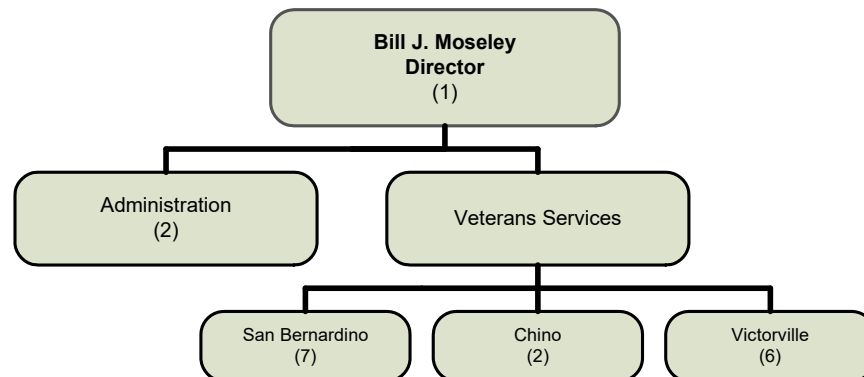 Bill J. Moseley
Director
(1)
Administration
(2)
Veterans Services
San Bernardino
(7)
Chino
(2)
Victorville
(6)